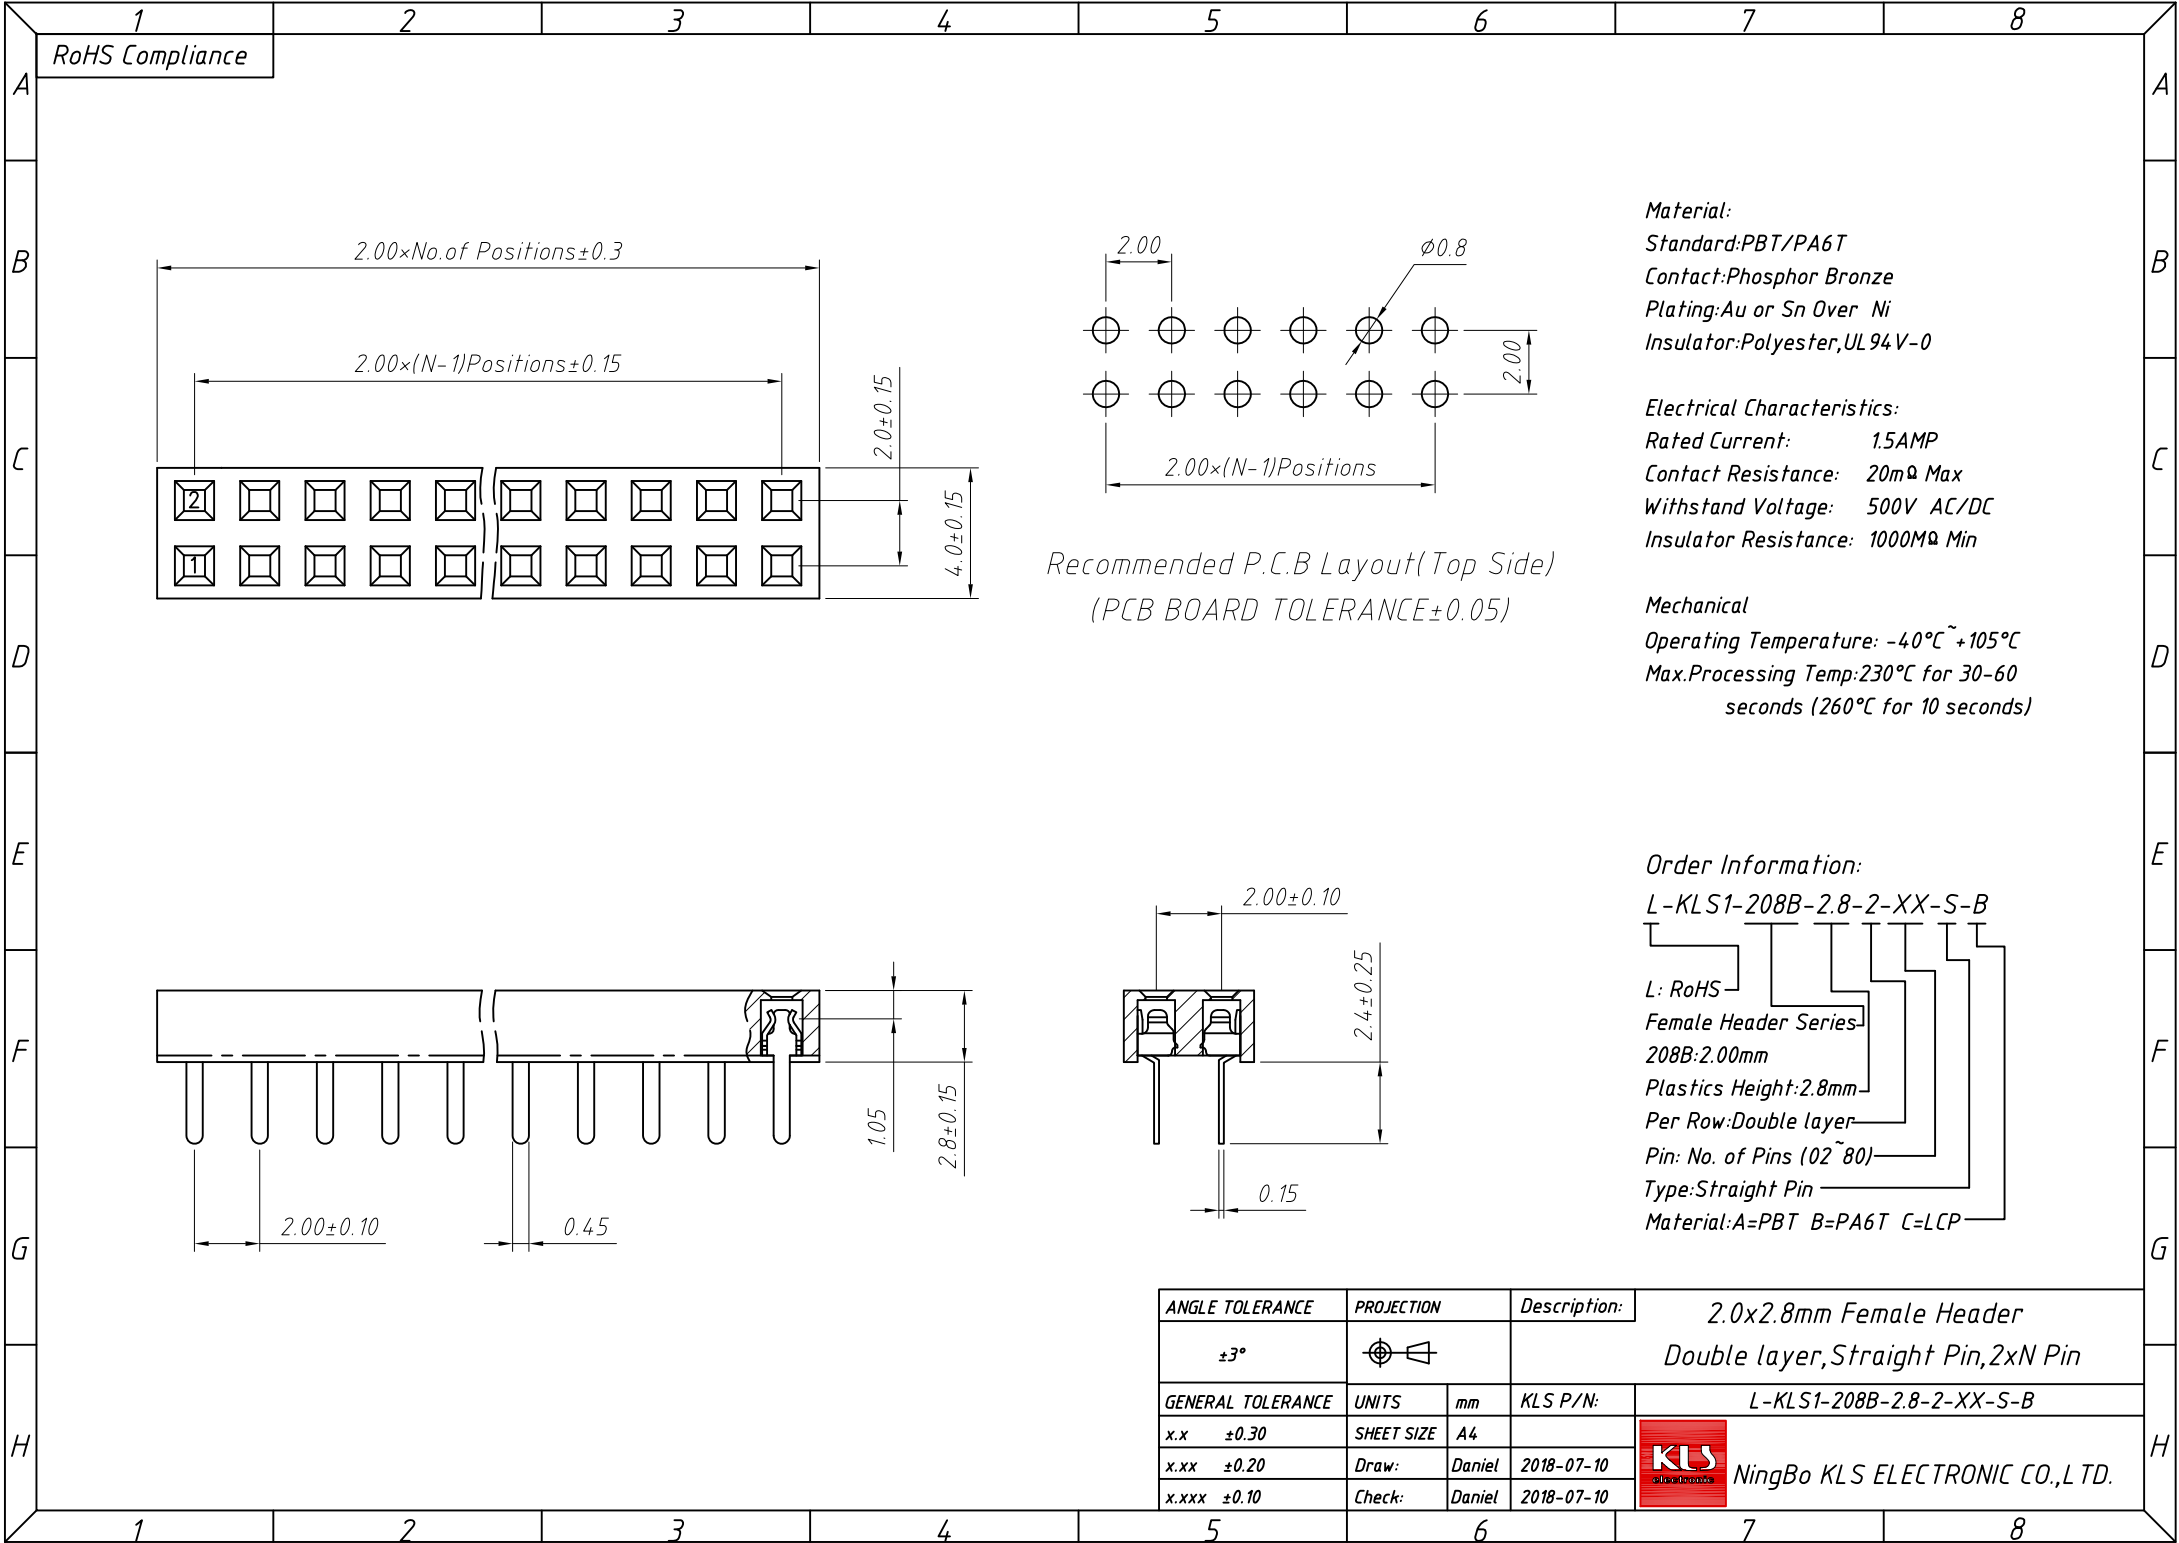 1 2 3 4 5 6 7 8
RoHS Compliance
A A
B B
C C
D D
E E
F F
G G
H H
2.00×No.of Positions±0.3
2.00×(N-1)Positions±0.15
2.0±0.15
4.0±0.15
2
1
2.00
Ø0.8
2.00
2.00×(N-1)Positions
Recommended P.C.B Layout(Top Side)
(PCB BOARD TOLERANCE±0.05)
Material:
Standard:PBT/PA6T
Contact:Phosphor Bronze
Plating:Au or Sn Over Ni
Insulator:Polyester,UL94V-0
Electrical Characteristics:
Rated Current: 1.5AMP
Contact Resistance: 20mΩ Max
Withstand Voltage: 500V AC/DC
Insulator Resistance: 1000MΩ Min
Mechanical
Operating Temperature: -40°C~+105°C
Max.Processing Temp:230°C for 30-60
seconds (260°C for 10 seconds)
1.05
2.8±0.15
2.00±0.10
0.45
2.00±0.10
2.4±0.25
0.15
Order Information:
L-KLS1-208B-2.8-2-XX-S-B
L: RoHS
Female Header Series
208B:2.00mm
Plastics Height:2.8mm
Per Row:Double layer
Pin: No. of Pins (02~80)
Type:Straight Pin
Material:A=PBT B=PA6T C=LCP
ANGLE TOLERANCE
±3°
GENERAL TOLERANCE
x.x ±0.30
x.xx ±0.20
x.xxx ±0.10
PROJECTION
UNITS mm
SHEET SIZE A4
Draw: Daniel 2018-07-10
Check: Daniel 2018-07-10
Description:
2.0x2.8mm Female Header
Double layer,Straight Pin,2xN Pin
KLS P/N:
L-KLS1-208B-2.8-2-XX-S-B
KLS
electronic
NingBo KLS ELECTRONIC CO.,LTD.
1 2 3 4 5 6 7 8